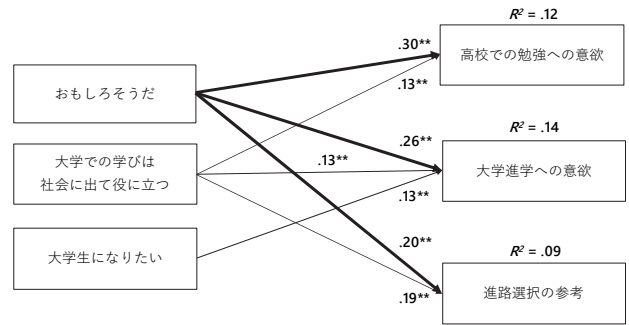 R² = .12
.30**
高校での勉強への意欲
.13**
おもしろそうだ
R² = .14
.26**
大学での学びは
社会に出て役に立つ
.13**
大学進学への意欲
.13**
大学生になりたい
.20**
R² = .09
進路選択の参考
.19**